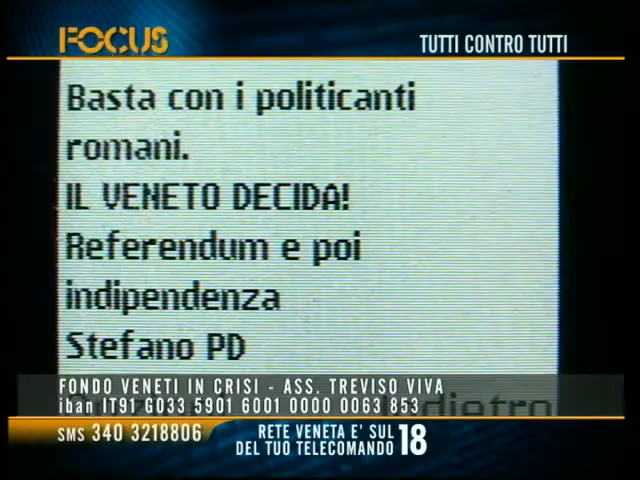 FOCUS
TUTTI CONTRO TUTTI
Basta con i politicanti
romani.
IL VENETO DECIDA!
Referendum e poi
indipendenza
Stefano PD
FONDO VENETI IN CRISI - ASS. TREVISO VIVA
iban IT91 G033 5901 6001 0000 0063 853
SMS 340 3218806
RETE VENETA E' SUL
DEL TUO TELECOMANDO 18